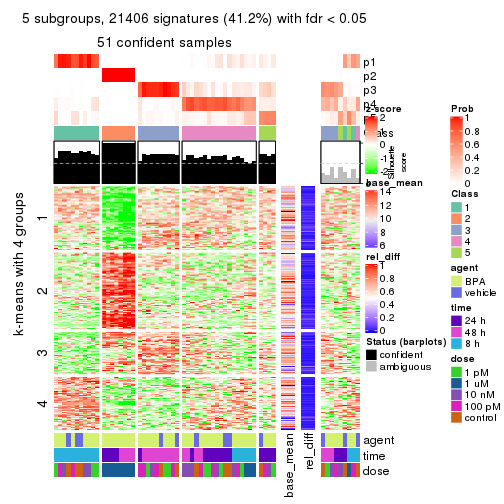 5 subgroups, 21406 signatures (41.2%) with fdr < 0.05
51 confident samples
p1
p2
p3
p4
p5
Class
Silhouette score
k-means with 4 groups
1
2
3
4
agent
time
dose
base_mean
rel_diff
z-score
2
1
0
-1
-2
base_mean
14
12
10
8
6
rel_diff
1
0.8
0.6
0.4
0.2
0
Status (barplots)
confident
ambiguous
Prob
1
0.8
0.6
0.4
0.2
0
Class
1
2
3
4
5
agent
BPA
vehicle
time
24 h
48 h
8 h
dose
1 pM
1 uM
10 nM
100 pM
control